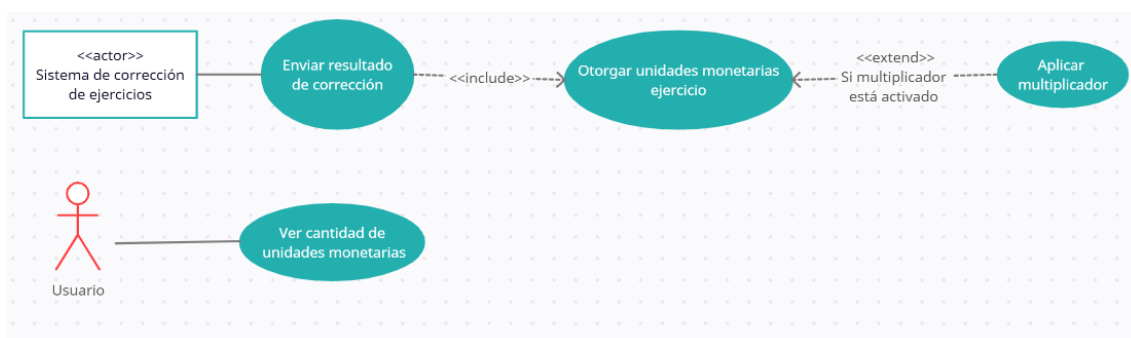 <<actor>>
Sistema de corrección
de ejercicios
Enviar resultado
de corrección
<<include>>
Otorgar unidades monetarias
ejercicio
<<extend>>
Si multiplicador
está activado
Aplicar
multiplicador
Usuario
Ver cantidad de
unidades monetarias